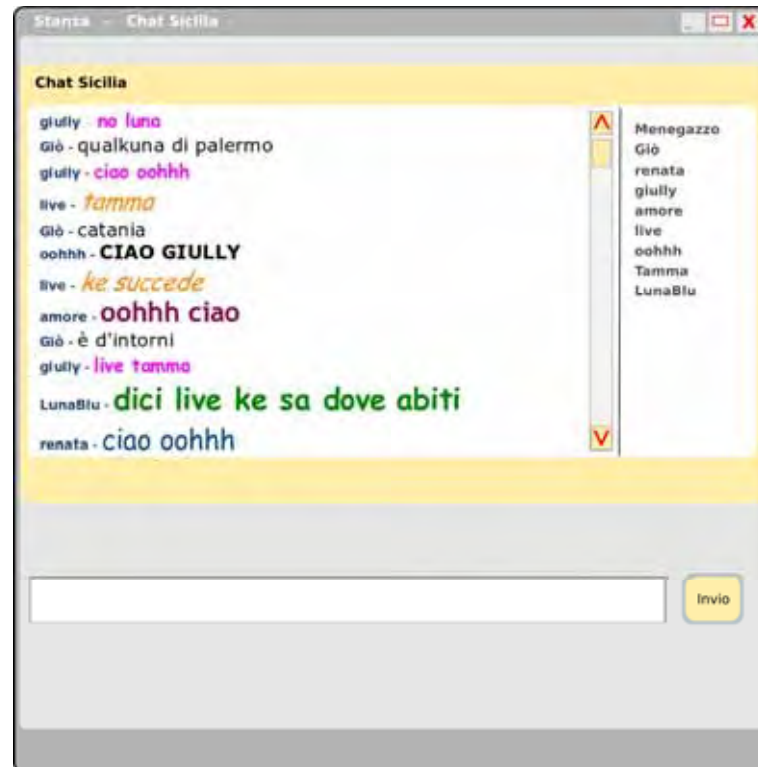 Stanza - Chat Sicilia
Chat Sicilia
giully - no luna
Giò - qualkuna di palermo
giully - ciao oohhh
live - tamma
Giò - catania
oohhh - CIAO GIULLY
live - ke succede
amore - oohhh ciao
Giò - è d'intorni
giully - live tamma
LunaBlu - dici live ke sa dove abiti
renata - ciao oohhh
Menegazzo
Giò
renata
giully
amore
live
oohhh
Tamma
LunaBlu
Invio